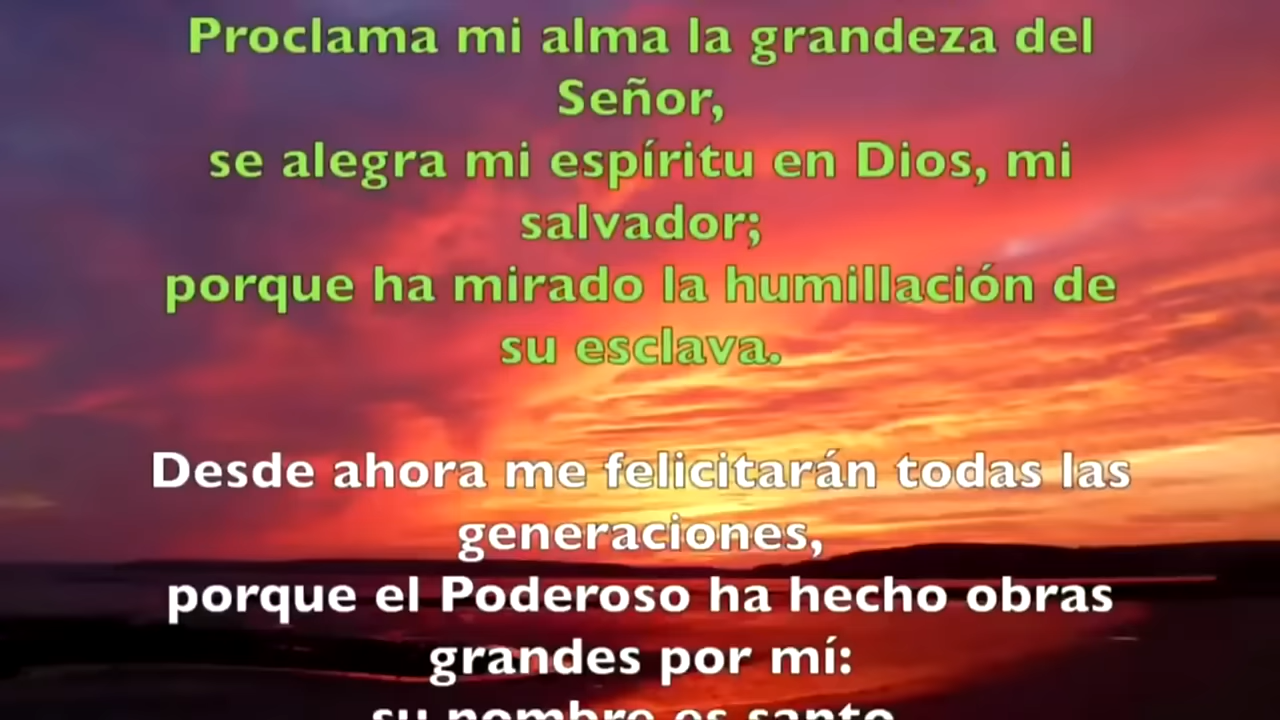 Proclama mi alma la grandeza del
Señor,
se alegra mi espíritu en Dios, mi
salvador;
porque ha mirado la humillación de
su esclava.
Desde ahora me felicitarán todas las
generaciones,
porque el Poderoso ha hecho obras
grandes por mí:
su nombre es santo